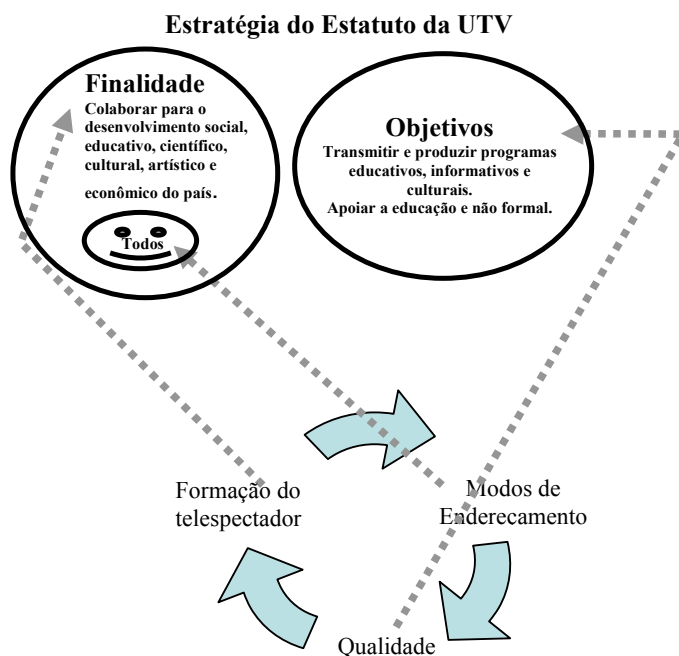 Estratégia do Estatuto da UTV
Finalidade
Colaborar para o
desenvolvimento social,
educativo, científico,
cultural, artístico e
econômico do país.
Todos
Objetivos
Transmitir e produzir programas
educativos, informativos e
culturais.
Apoiar a educação e não formal.
Formação do
telespectador
Modos de
Enderecamento
Qualidade